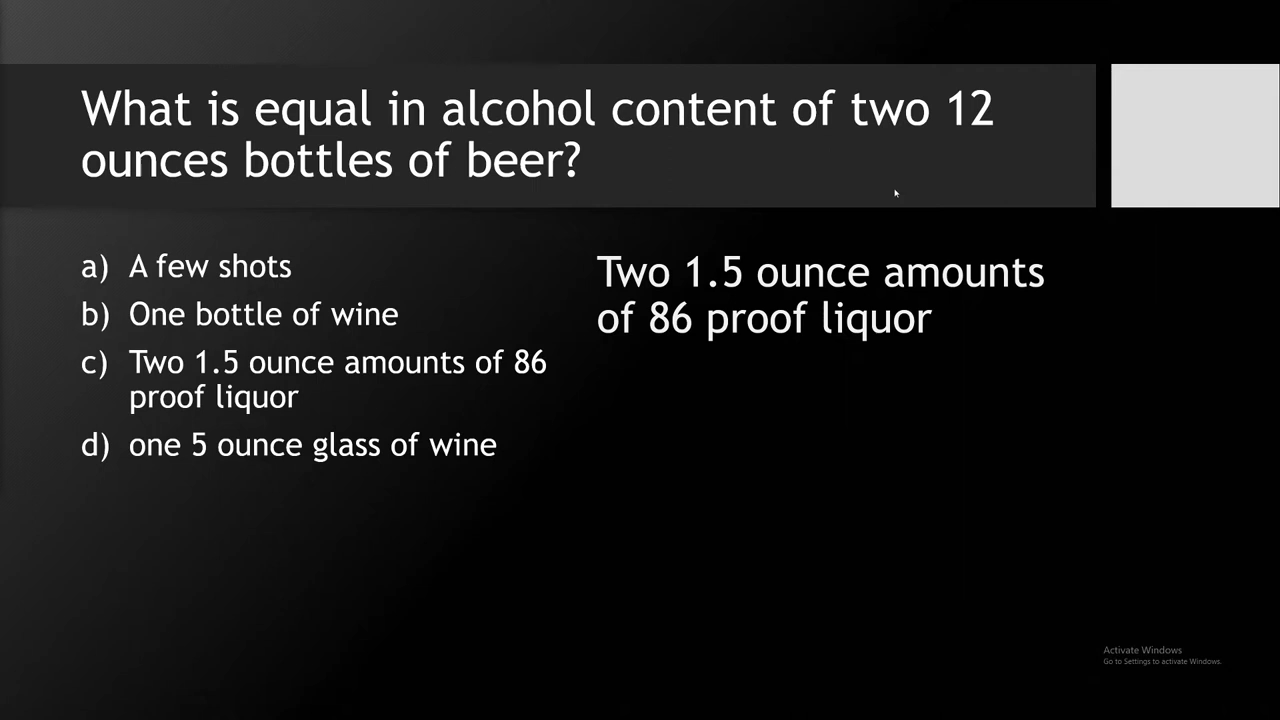 What is equal in alcohol content of two 12
ounces bottles of beer?
a) A few shots
b) One bottle of wine
c) Two 1.5 ounce amounts of 86
proof liquor
d) one 5 ounce glass of wine
Two 1.5 ounce amounts
of 86 proof liquor
Activate Windows
Go to Settings to activate Windows.